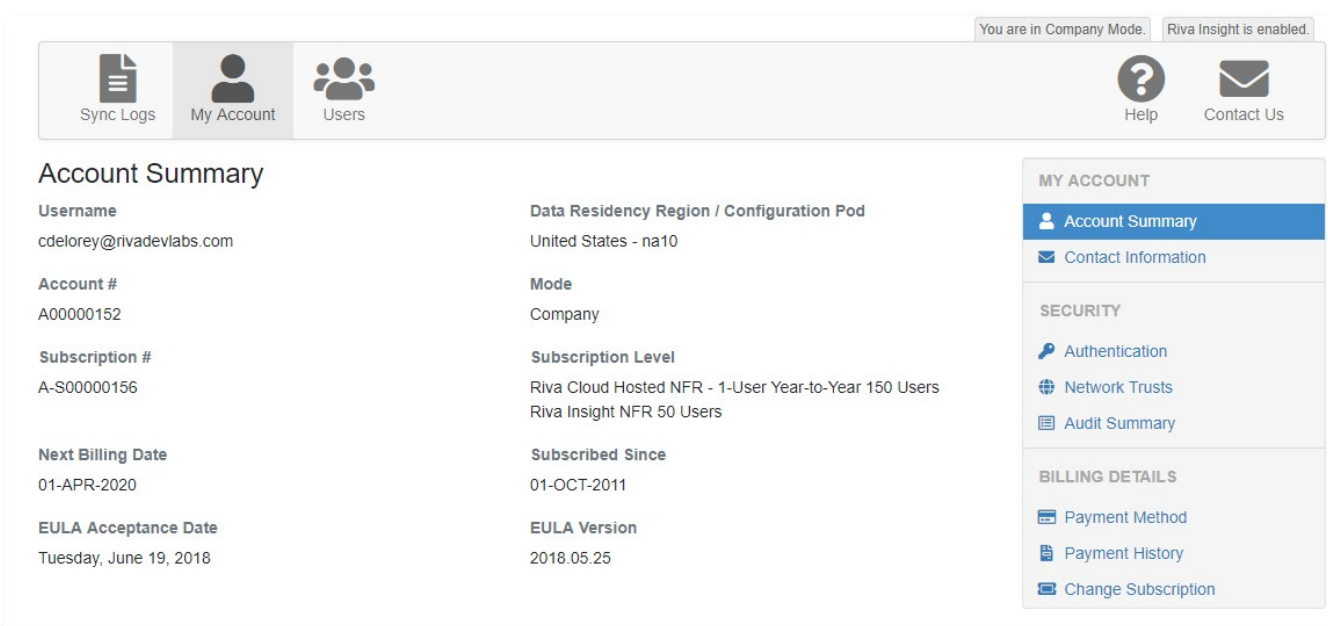 You are in Company Mode.
Riva Insight is enabled.
Sync Logs
My Account
Users
Help
Contact Us
Account Summary
Username
cdelorey@rivadevlabs.com
Data Residency Region / Configuration Pod
United States - na10
Account #
A00000152
Mode
Company
Subscription #
A-S00000156
Subscription Level
Riva Cloud Hosted NFR - 1-User Year-to-Year 150 Users
Riva Insight NFR 50 Users
Next Billing Date
01-APR-2020
Subscribed Since
01-OCT-2011
EULA Acceptance Date
Tuesday, June 19, 2018
EULA Version
2018.05.25
MY ACCOUNT
Account Summary
Contact Information
SECURITY
Authentication
Network Trusts
Audit Summary
BILLING DETAILS
Payment Method
Payment History
Change Subscription